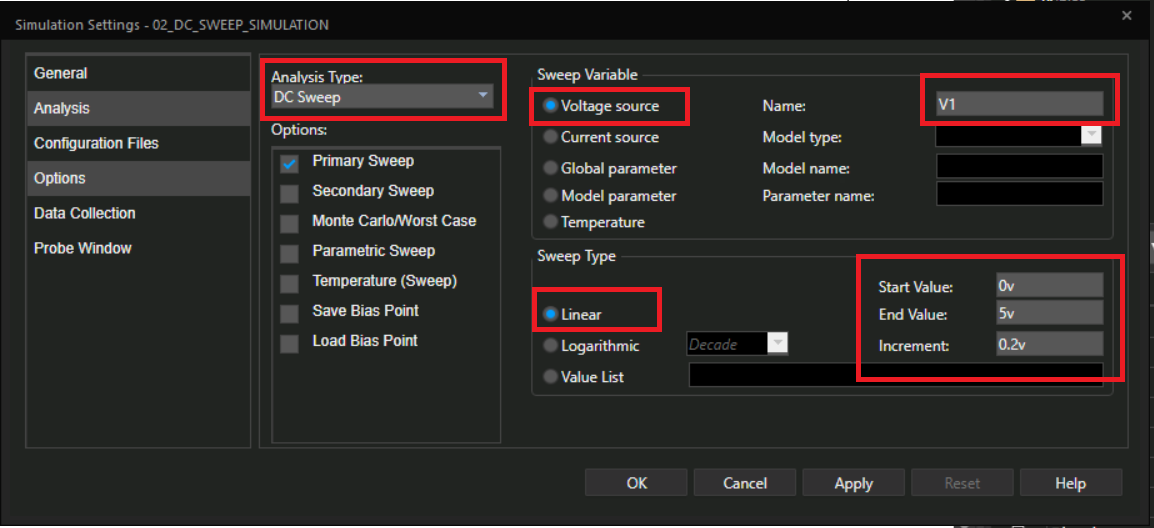 Simulation Settings - 02_DC_SWEEP_SIMULATION
General
Analysis
Configuration Files
Options
Data Collection
Probe Window
Analysis Type:
DC Sweep
Options:
Primary Sweep
Secondary Sweep
Monte Carlo/Worst Case
Parametric Sweep
Temperature (Sweep)
Save Bias Point
Load Bias Point
Sweep Variable
Voltage source
Name:
V1
Current source
Model type:
Global parameter
Model name:
Model parameter
Parameter name:
Temperature
Sweep Type
Start Value:
0v
Linear
End Value:
5v
Logarithmic
Decade
Increment:
0.2v
Value List
OK
Cancel
Apply
Reset
Help